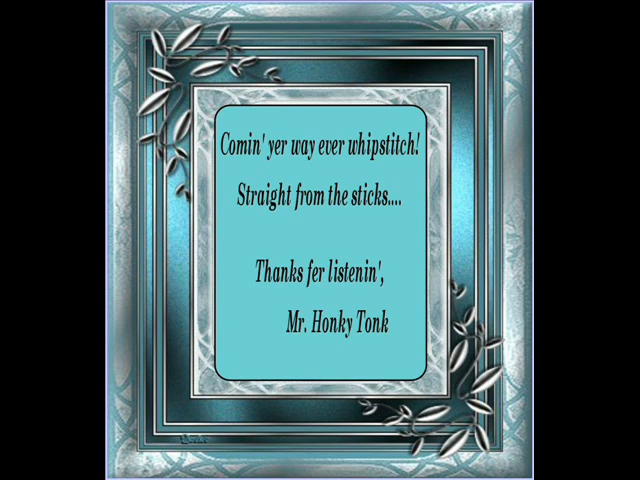 Comin' yer way ever whipstitch!
Straight from the sticks....
Thanks fer listenin',
Mr. Honky Tonk